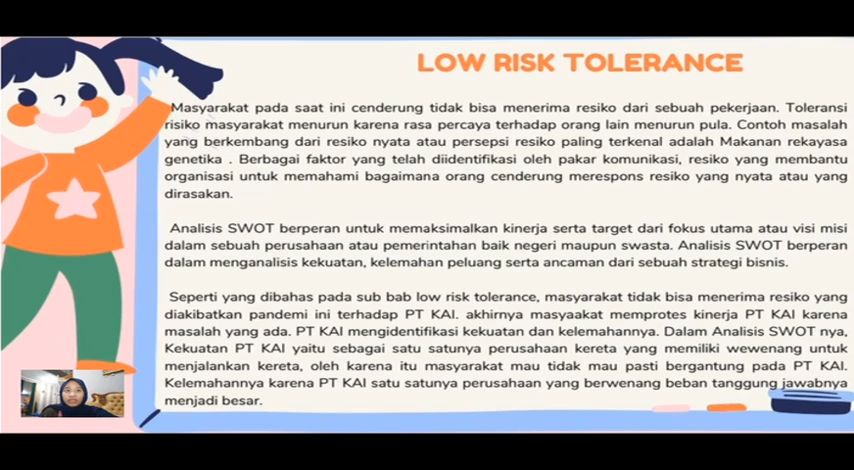 LOW RISK TOLERANCE
Masyarakat pada saat ini cenderung tidak bisa menerima resiko dari sebuah pekerjaan. Toleransi
risiko masyarakat menurun karena rasa percaya terhadap orang lain menurun pula. Contoh masalah
yang berkembang dari resiko nyata atau persepsi resiko paling terkenal adalah Makanan rekayasa
genetika . Berbagai faktor yang telah diidentifikasi oleh pakar komunikasi, resiko yang membantu
organisasi untuk memahami bagaimana orang cenderung merespons resiko yang nyata atau yang
dirasakan.
Analisis SWOT berperan untuk memaksimalkan kinerja serta target dari fokus utama atau visi misi
dalam sebuah perusahaan atau pemerintahan baik negeri maupun swasta. Analisis SWOT berperan
dalam menganalisis kekuatan, kelemahan peluang serta ancaman dari sebuah strategi bisnis.
Seperti yang dibahas pada sub bab low risk tolerance, masyarakat tidak bisa menerima resiko yang
diakibatkan pandemi ini terhadap PT KAI. akhirnya masyaakat memprotes kinerja PT KAI karena
masalah yang ada. PT KAI mengidentifikasi kekuatan dan kelemahannya. Dalam Analisis SWOT nya,
Kekuatan PT KAI yaitu sebagai satu satunya perusahaan kereta yang memiliki wewenang untuk
menjalankan kereta, oleh karena itu masyarakat mau tidak mau pasti bergantung pada PT KAI.
Kelemahannya karena PT KAI satu satunya perusahaan yang berwenang beban tanggung jawabnya
menjadi besar.